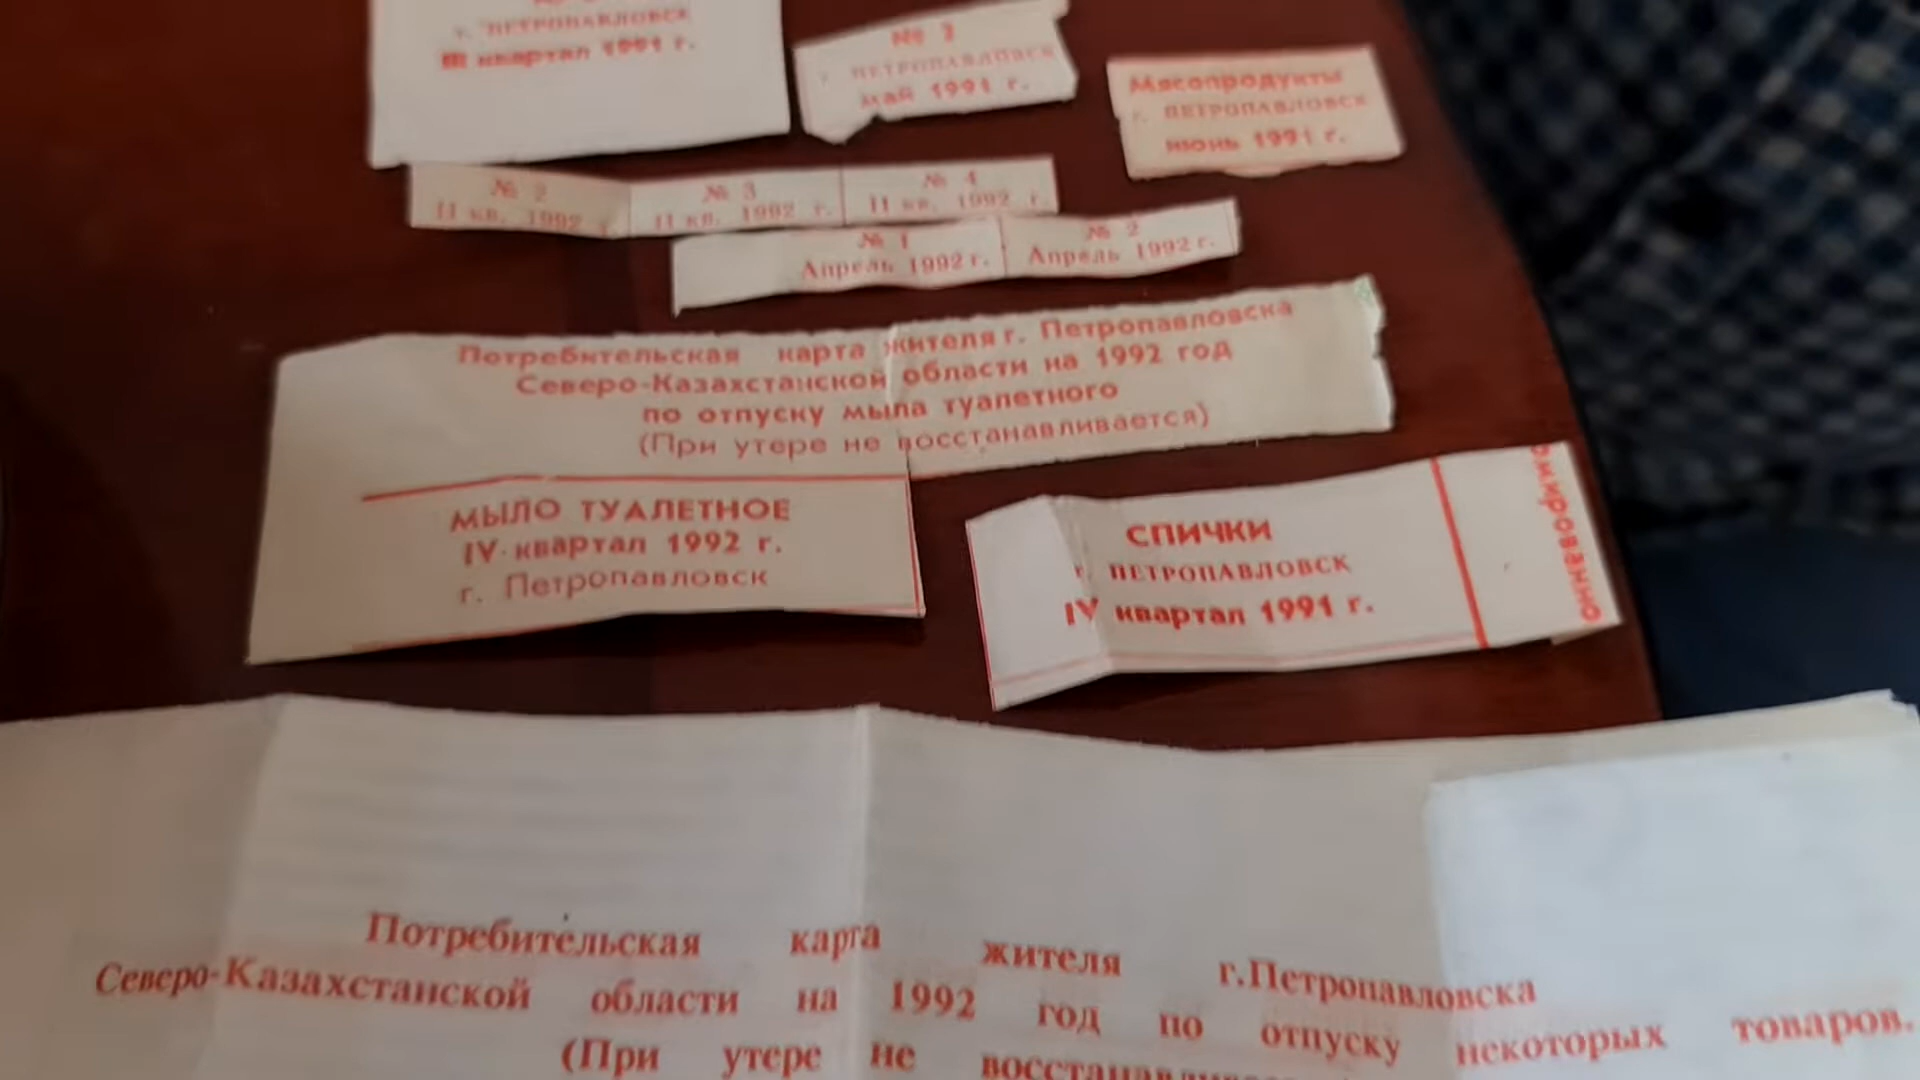 г. ПЕТРОПАВЛОВСК
III квартал 1991 г.
№ 2
г. ПЕТРОПАВЛОВСК
май 1991 г.
Мясопродукты
г. ПЕТРОПАВЛОВСК
июнь 1991 г.
№ 2
II кв. 1992 г.
№ 3
II кв. 1992 г.
№ 4
II кв. 1992 г.
№ 1
Апрель 1992 г.
№ 2
Апрель 1992 г.
Потребительская карта жителя г. Петропавловска
Северо-Казахстанской области на 1992 год
по отпуску мыла туалетного
(При утере не восстанавливается)
МЫЛО ТУАЛЕТНОЕ
IV квартал 1992 г.
г. Петропавловск
СПИЧКИ
г. ПЕТРОПАВЛОВСК
IV квартал 1991 г.
Потребительская карта жителя г.Петропавловска
Северо-Казахстанской области на 1992 год по отпуску некоторых товаров.
(При утере не